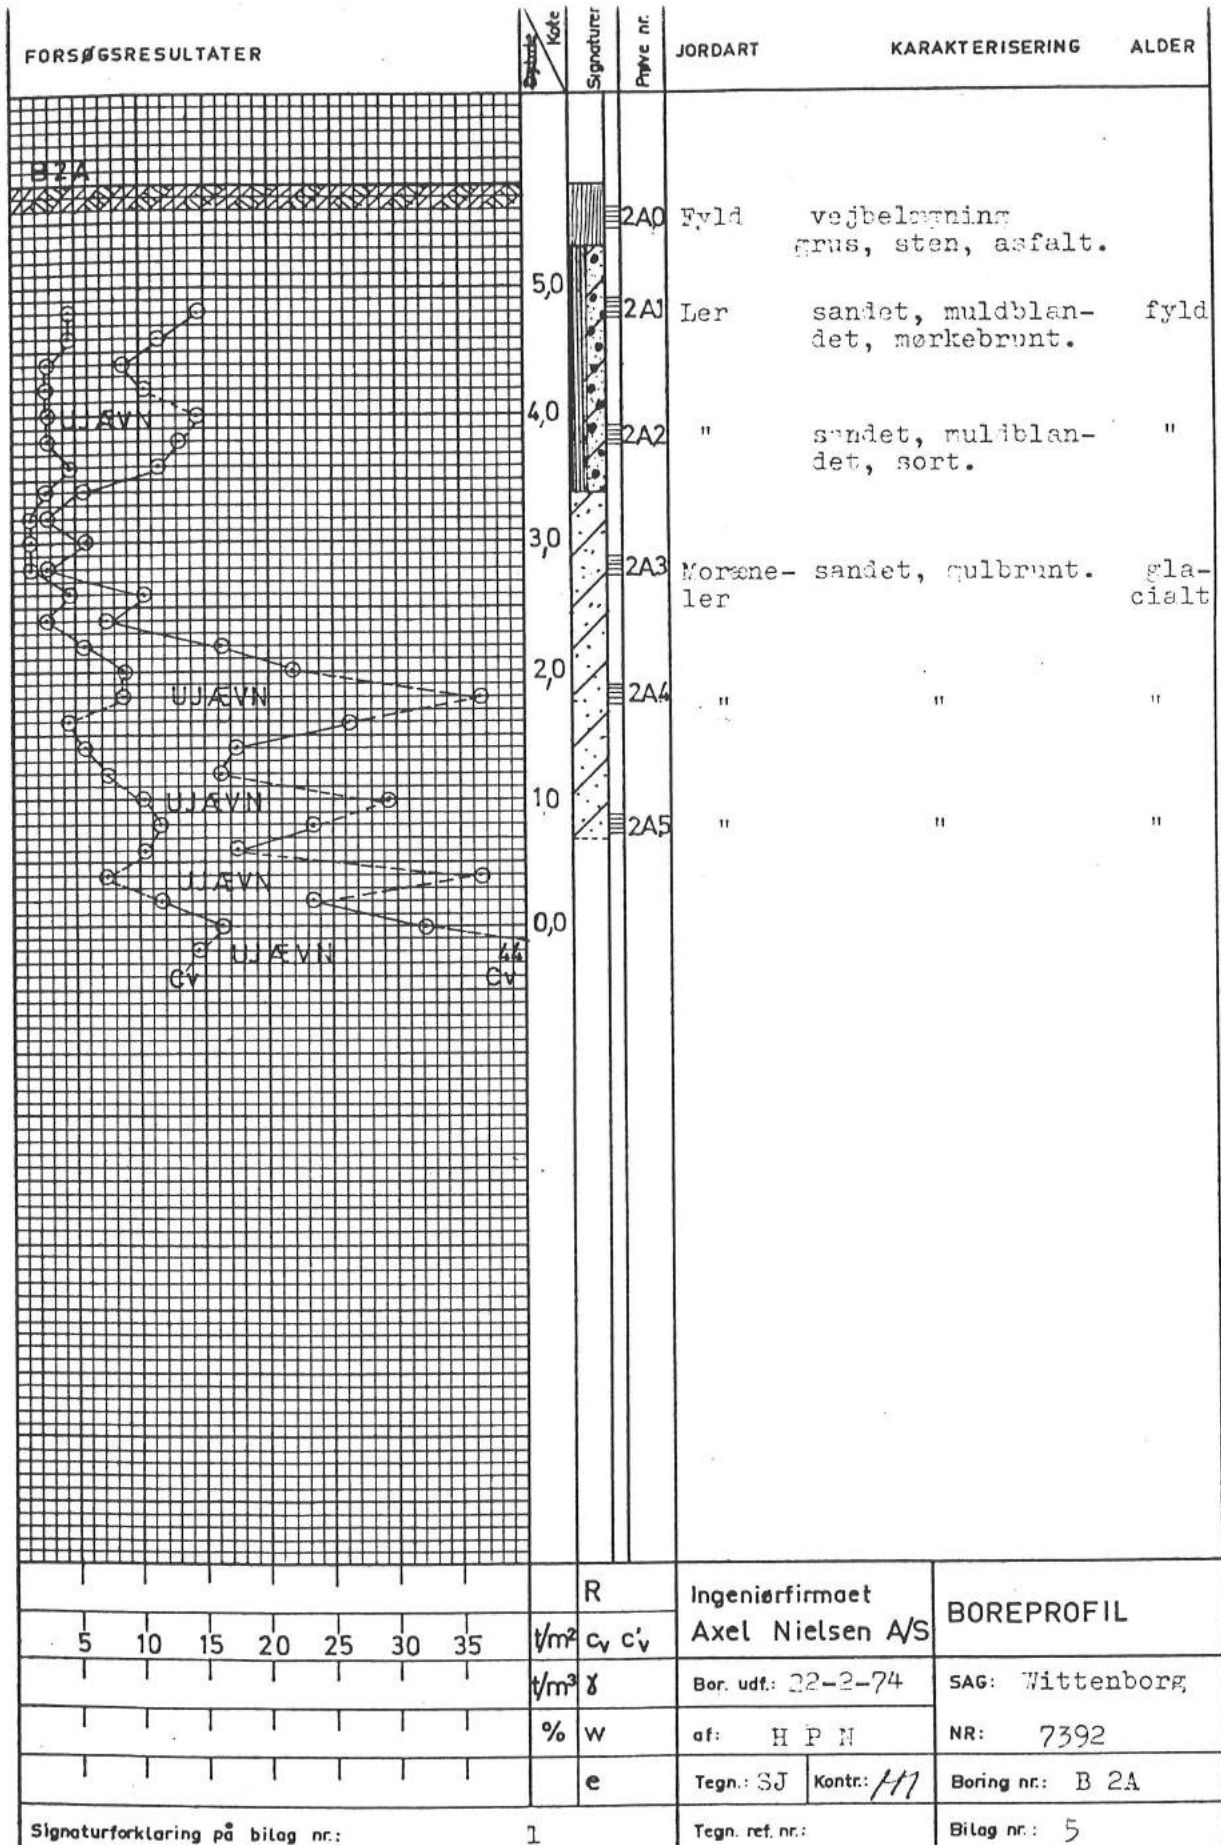 FORSØGSRESULTATER
Dybde Kote
Signaturer
Prøve nr.
JORDART KARAKTERISERING ALDER
B2A
2A0 Fyld vejbelægning
grus, sten, asfalt.
5,0
2A1 Ler sandet, muldblan- fyld
det, mørkebrunt.
4,0
UJÆVN
2A2 " sandet, muldblan- "
det, sort.
3,0
2A3 Moræne- sandet, gulbrunt. gla-
ler cialt
2,0
UJÆVN
2A4 " " "
1,0
UJÆVN
2A5 " " "
UJÆVN
0,0
UJÆVN 44
Cv Cv
R
5 10 15 20 25 30 35 t/m² cv c'v
t/m³ γ
% w
e
Ingeniørfirmaet
Axel Nielsen A/S
BOREPROFIL
Bor. udf.: 22-2-74 SAG: Wittenborg
af: H P N NR: 7392
Tegn.: SJ Kontr.: Boring nr.: B 2A
Signaturforklaring på bilag nr.: 1 Tegn. ref. nr.: Bilag nr.: 5